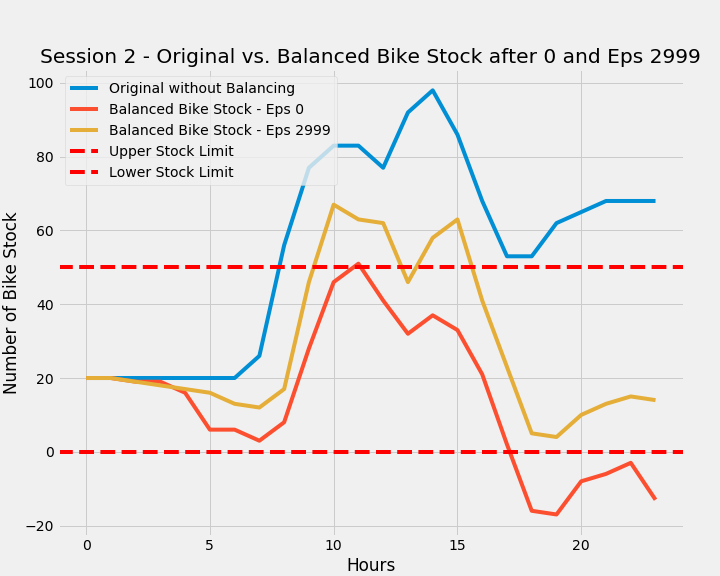 Session 2 - Original vs. Balanced Bike Stock after 0 and Eps 2999
Original without Balancing
Balanced Bike Stock - Eps 0
Balanced Bike Stock - Eps 2999
Upper Stock Limit
Lower Stock Limit
Number of Bike Stock
100
80
60
40
20
0
−20
0 5 10 15 20
Hours